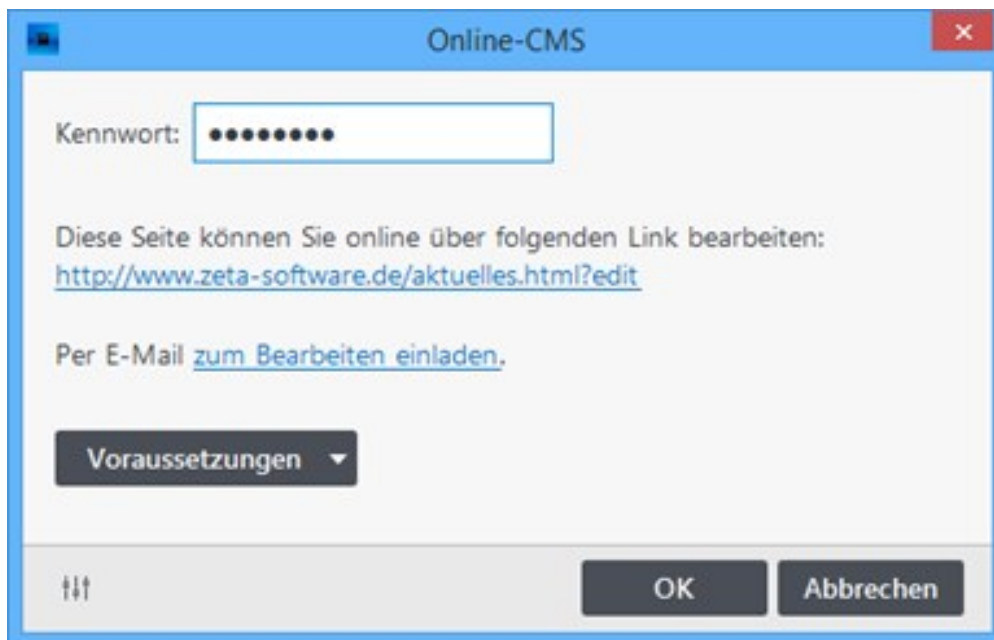 Online-CMS
Kennwort: ●●●●●●●●
Diese Seite können Sie online über folgenden Link bearbeiten:
http://www.zeta-software.de/aktuelles.html?edit
Per E-Mail zum Bearbeiten einladen.
Voraussetzungen
OK Abbrechen